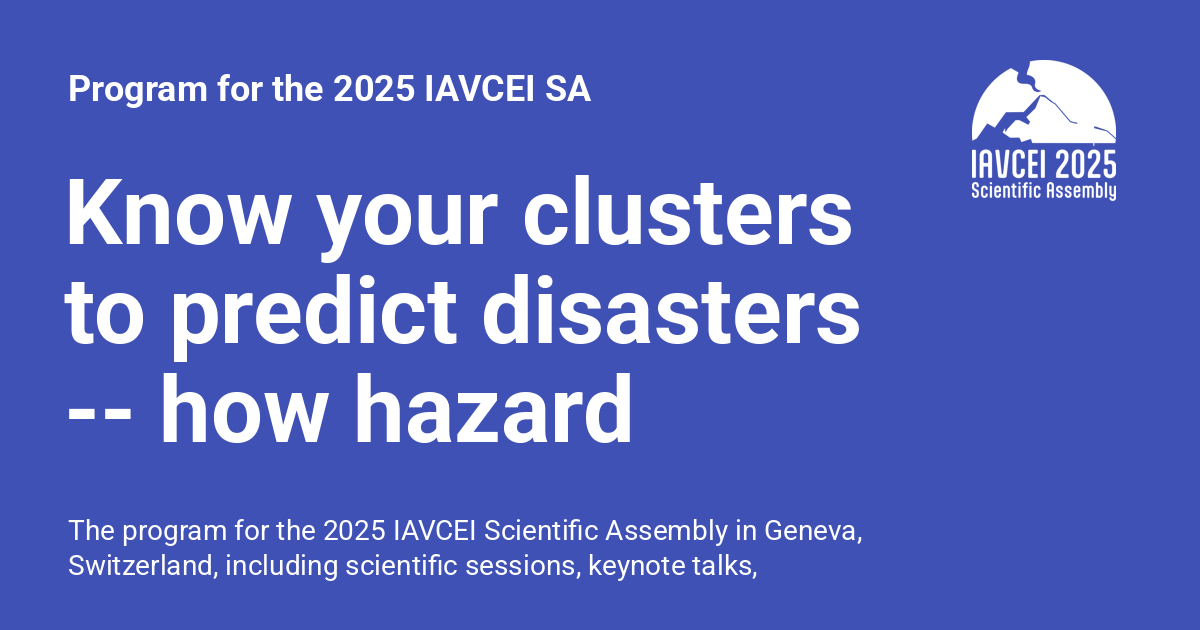 Program for the 2025 IAVCEI SA
IAVCEI 2025
Scientific Assembly
Know your clusters
to predict disasters
-- how hazard
The program for the 2025 IAVCEI Scientific Assembly in Geneva,
Switzerland, including scientific sessions, keynote talks,